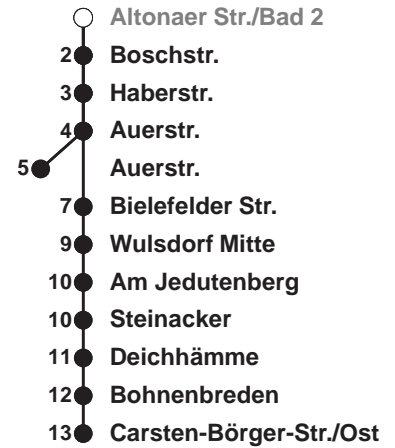 Altonaer Str./Bad 2
2 Boschstr.
3 Haberstr.
4 Auerstr.
5 Auerstr.
7 Bielefelder Str.
9 Wulsdorf Mitte
10 Am Jedutenberg
10 Steinacker
11 Deichhämme
12 Bohnenbreden
13 Carsten-Börger-Str./Ost